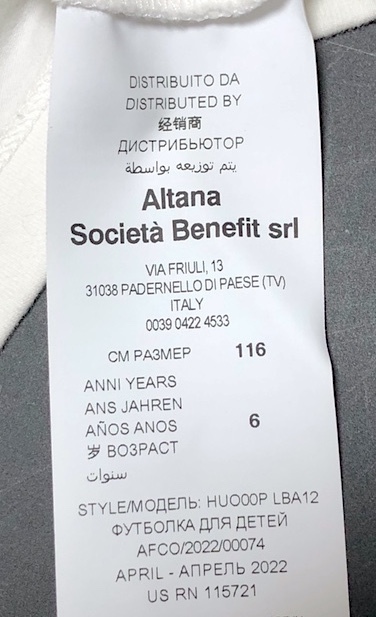 DISTRIBUITO DA
DISTRIBUTED BY
经销商
ДИСТРИБЬЮТОР
يتم توزيعه بواسطة
Altana
Società Benefit srl
VIA FRIULI, 13
31038 PADERNELLO DI PAESE (TV)
ITALY
0039 0422 4533
СМ РАЗМЕР 116
ANNI YEARS
ANS JAHREN
AÑOS ANOS 6
岁 ВОЗРАСТ
سنوات
STYLE/МОДЕЛЬ: HUO00P LBA12
ФУТБОЛКА ДЛЯ ДЕТЕЙ
AFCO/2022/00074
APRIL - АПРЕЛЬ 2022
US RN 115721